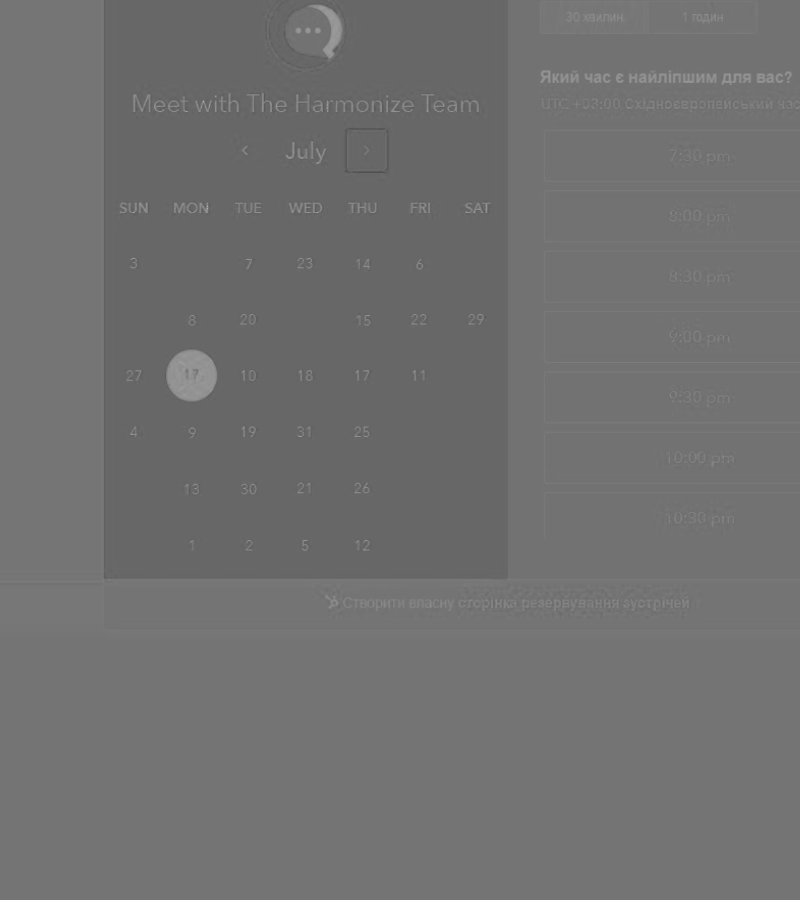 30 хвилин 1 годин
Який час є найліпшим для вас?
UTC +03:00 Східноєвропейський час
Meet with The Harmonize Team
July
SUN MON TUE WED THU FRI SAT
3 7 23 14 6
8 20 15 22 29
27 17 10 18 17 11
4 9 19 31 25
13 30 21 26
1 2 5 12
7:30 pm
8:00 pm
8:30 pm
9:00 pm
9:30 pm
10:00 pm
10:30 pm
Створити власну сторінка резервування зустрічей